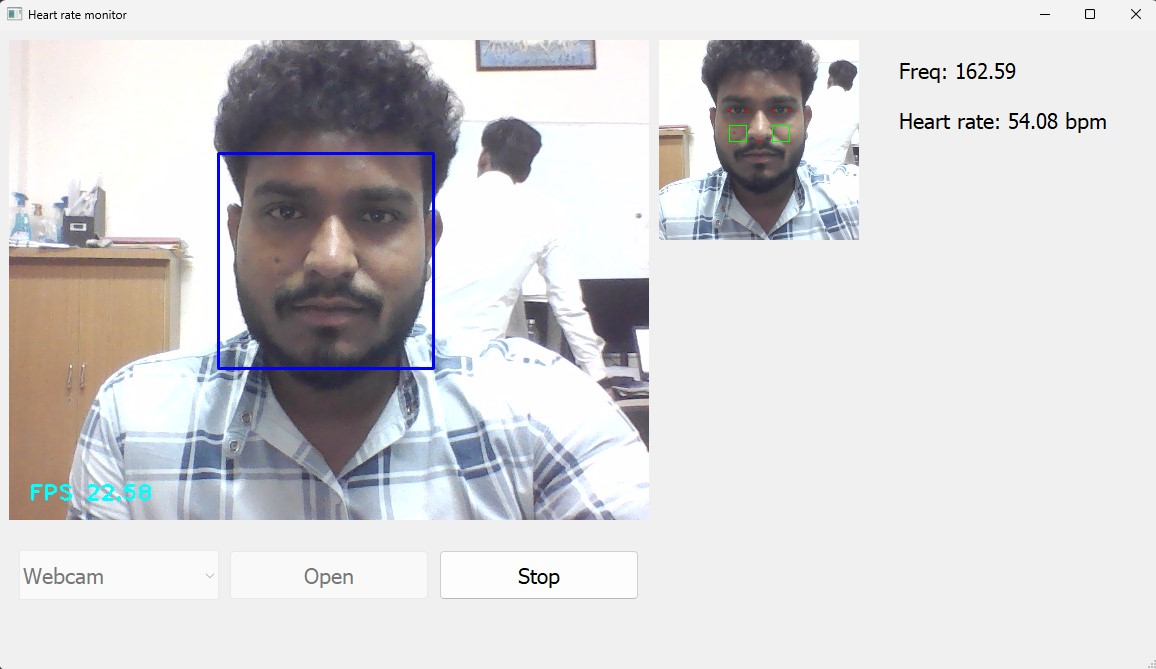 Heart rate monitor
Freq: 162.59
Heart rate: 54.08 bpm
FPS 22.58
Webcam
Open
Stop